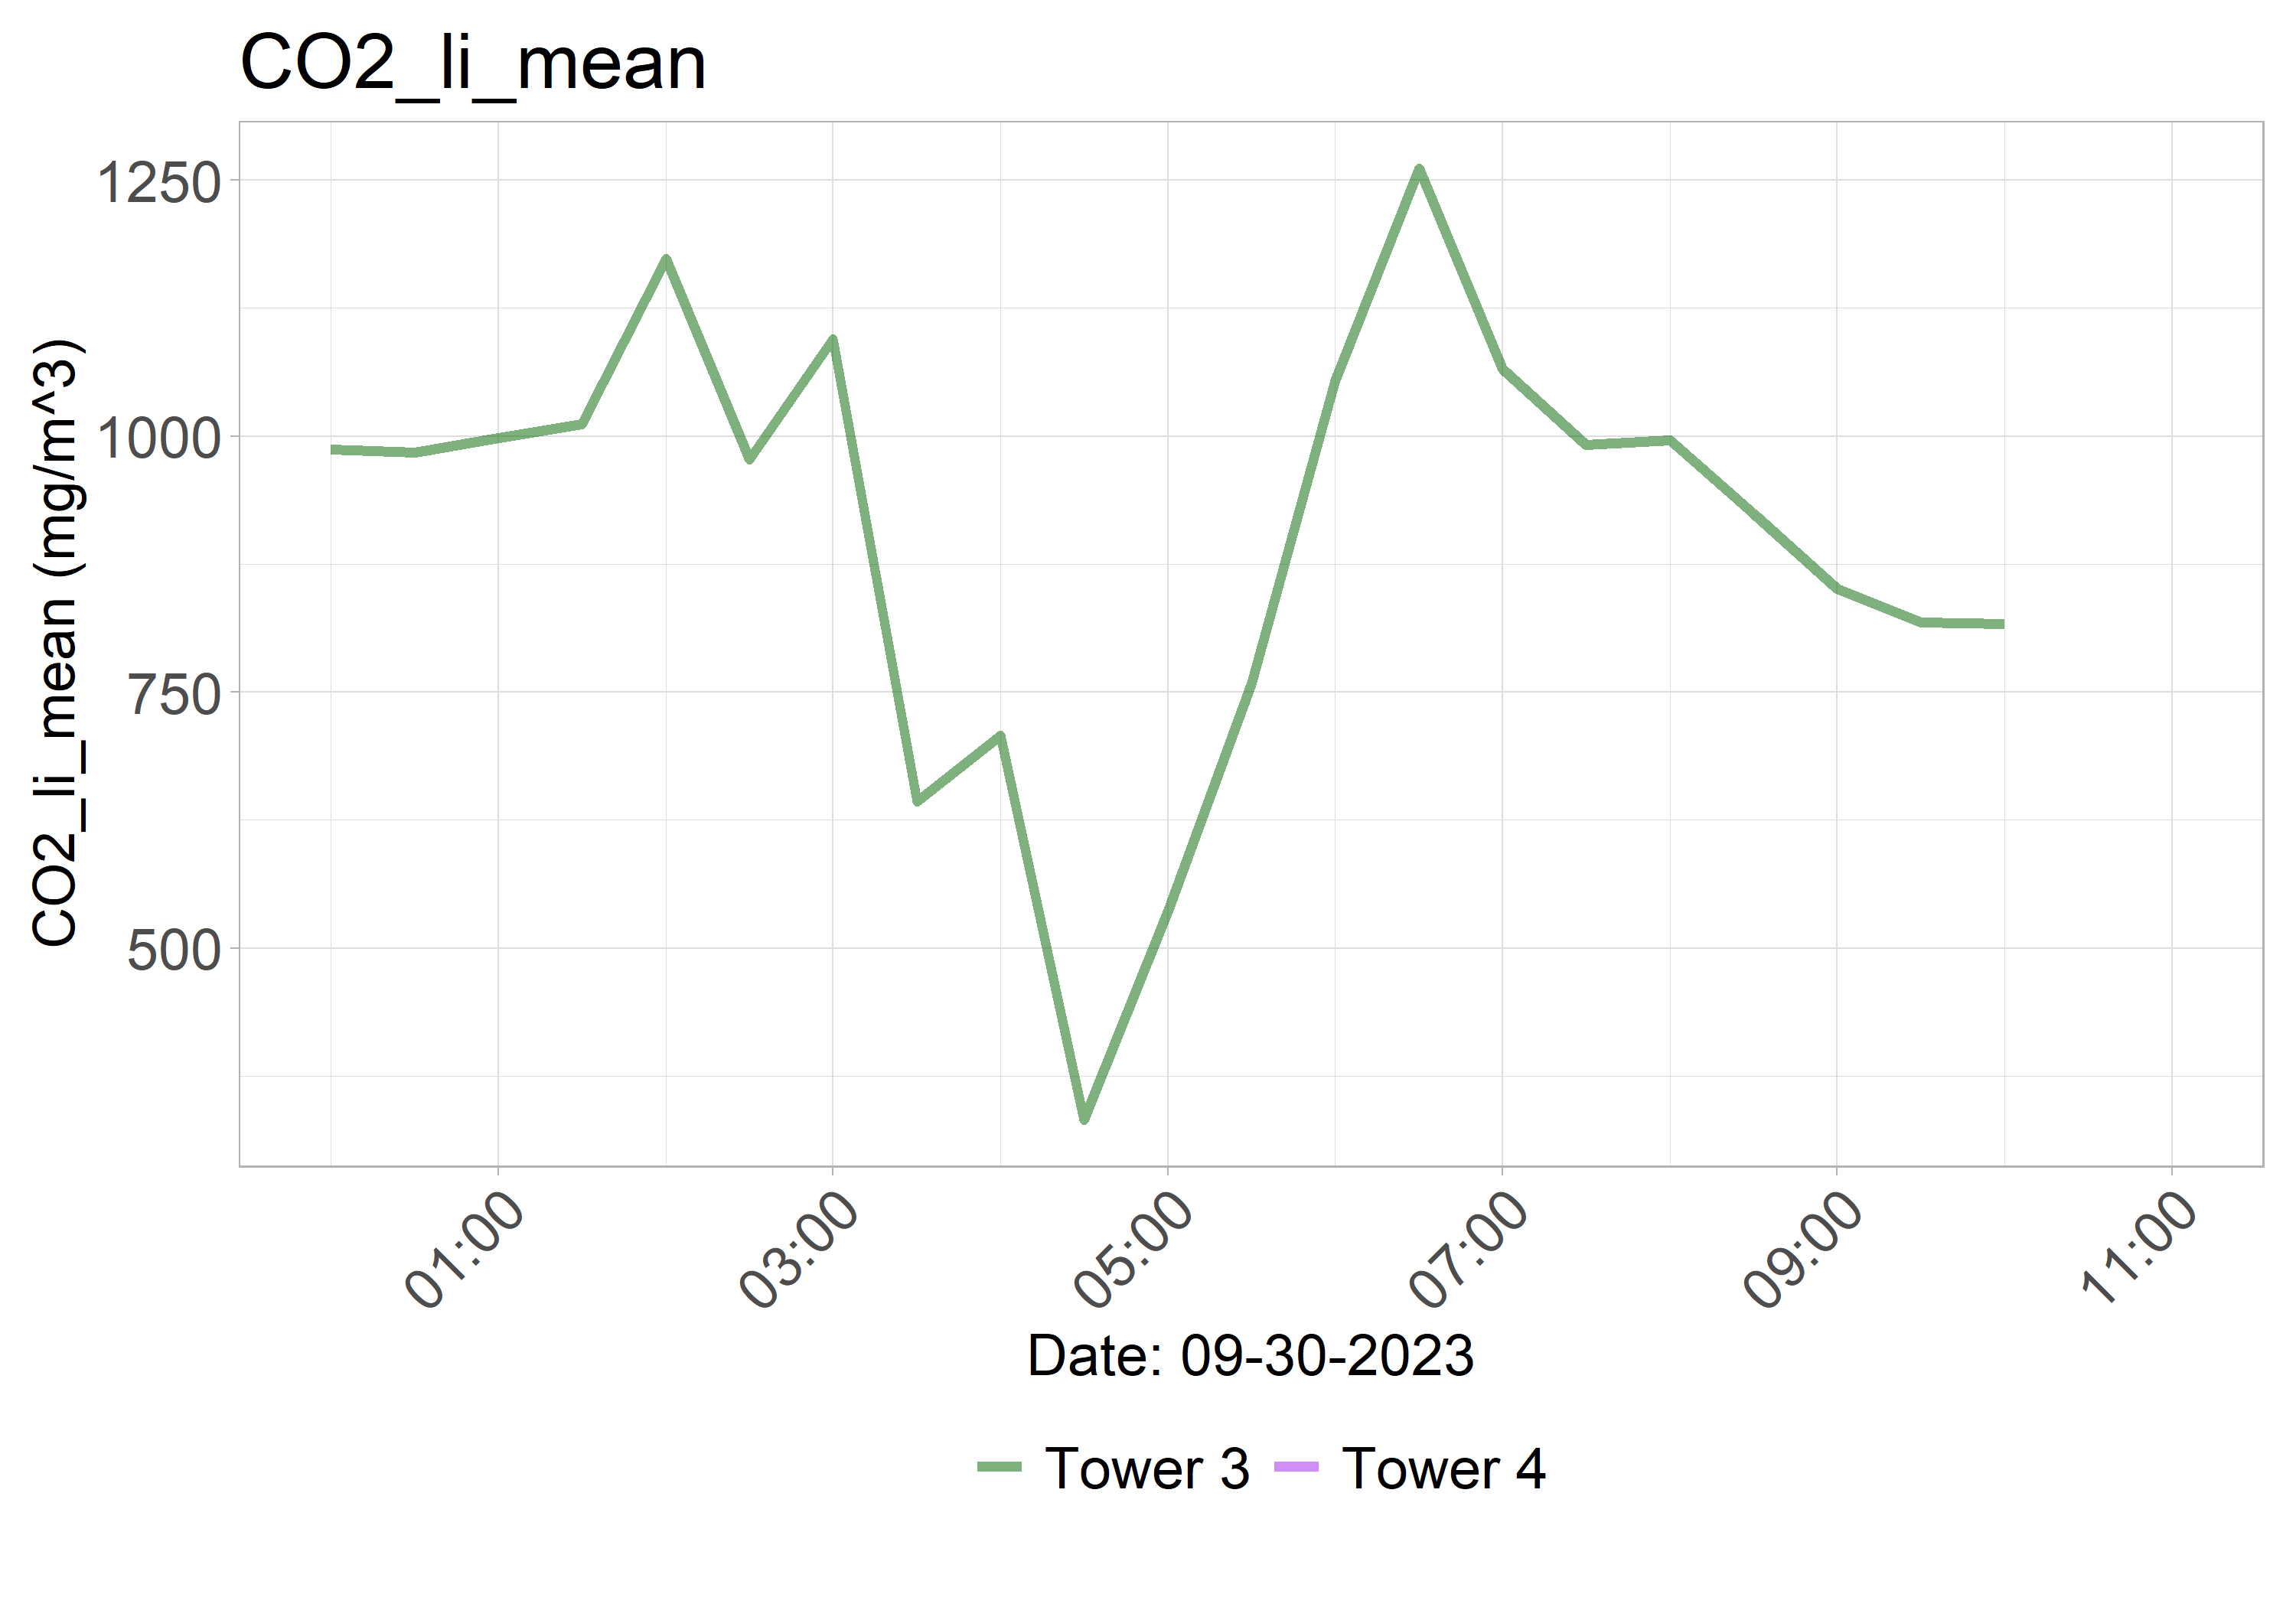 CO2_li_mean
CO2_li_mean (mg/m^3)
1250
1000
750
500
01:00 03:00 05:00 07:00 09:00 11:00
Date: 09-30-2023
Tower 3 Tower 4